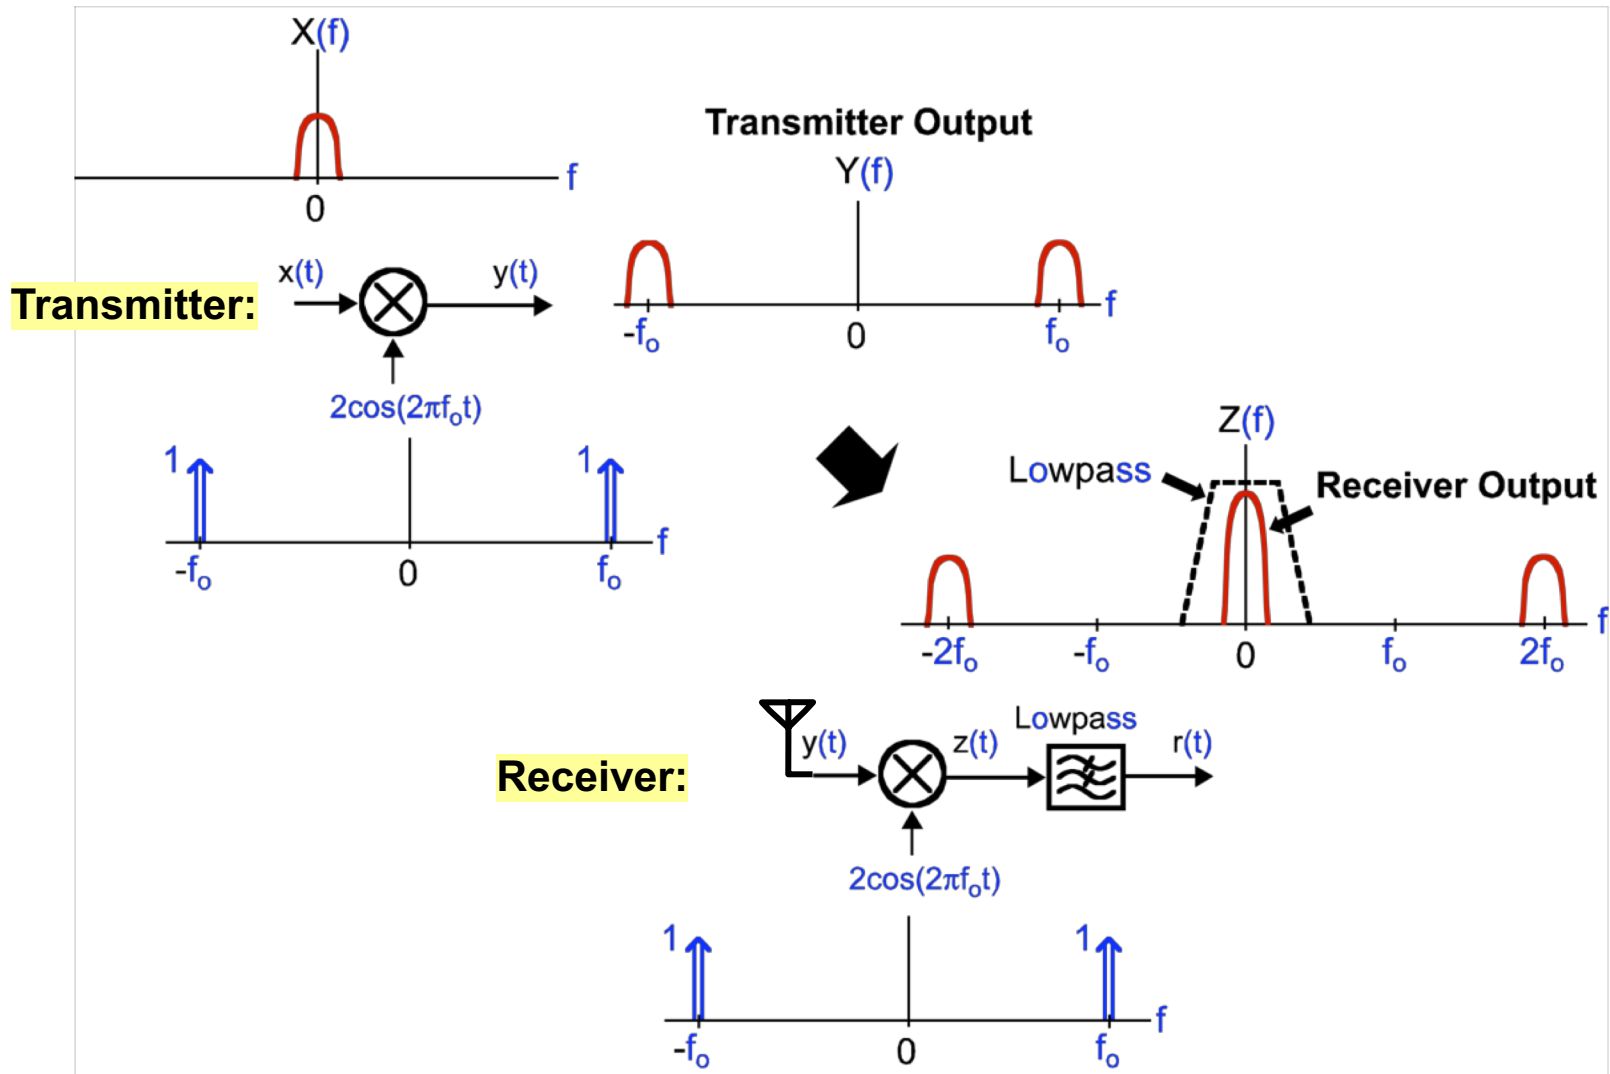 X(f)
f
0
Transmitter Output
Y(f)
-fo
0
fo
f
Transmitter:
x(t)
y(t)
2cos(2πfot)
1
1
-fo
0
fo
f
Z(f)
Lowpass
Receiver Output
-2fo
-fo
0
fo
2fo
f
Receiver:
y(t)
z(t)
Lowpass
r(t)
2cos(2πfot)
1
1
-fo
0
fo
f